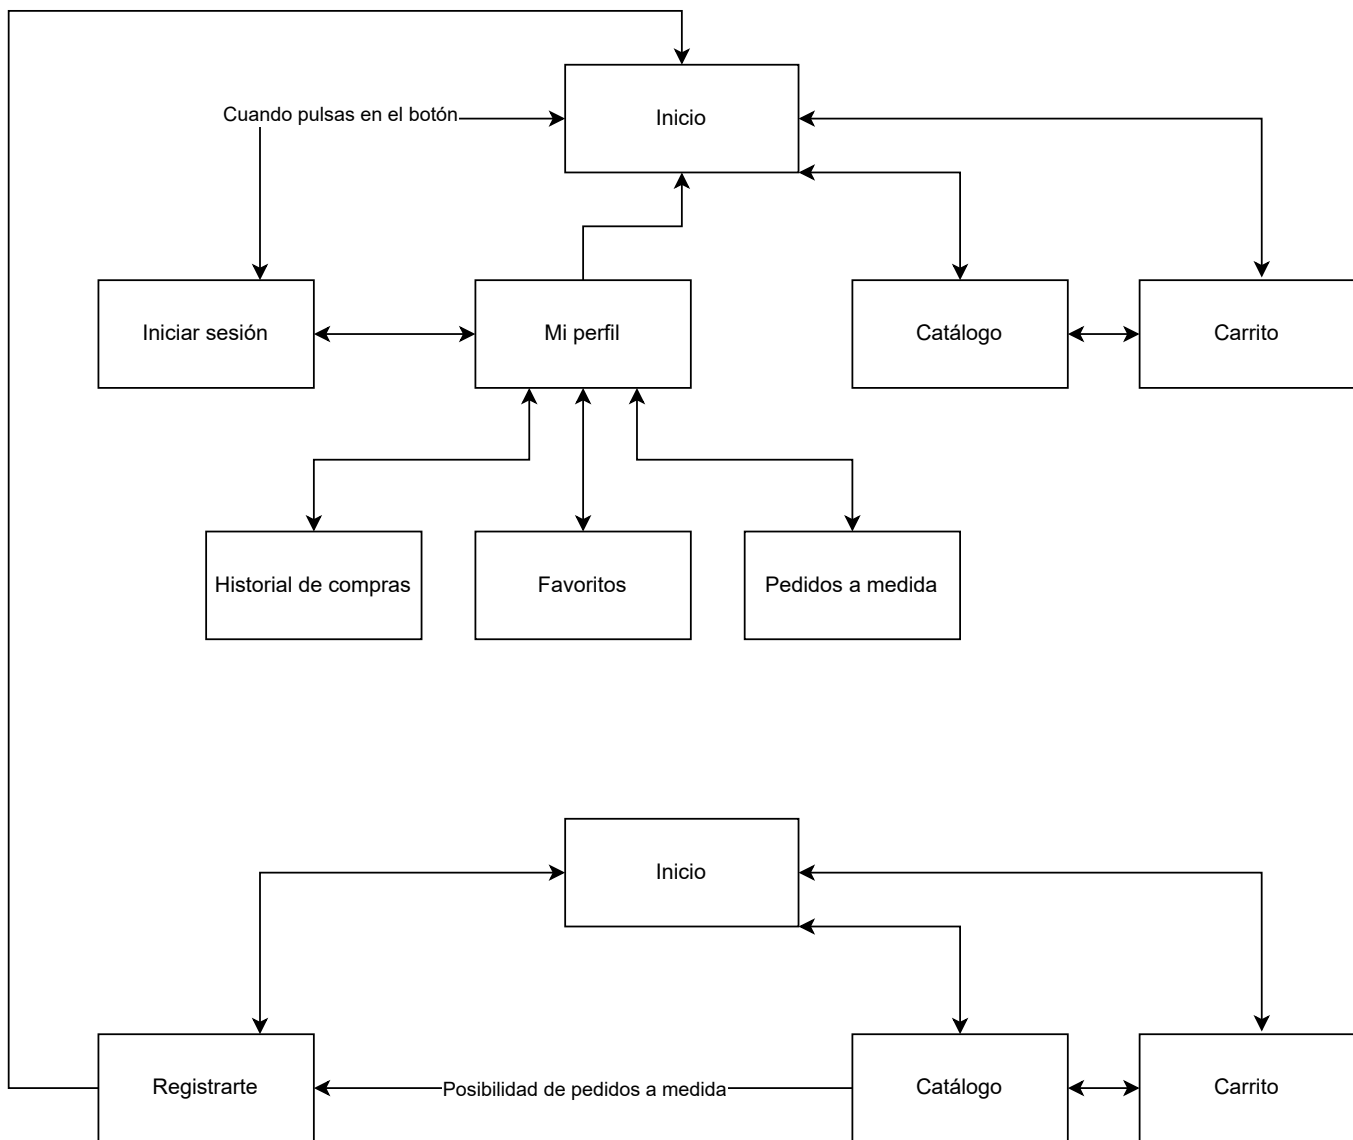 Inicio
Cuando pulsas en el botón
Iniciar sesión
Mi perfil
Catálogo
Carrito
Historial de compras
Favoritos
Pedidos a medida
Inicio
Registrarte
Posibilidad de pedidos a medida
Catálogo
Carrito